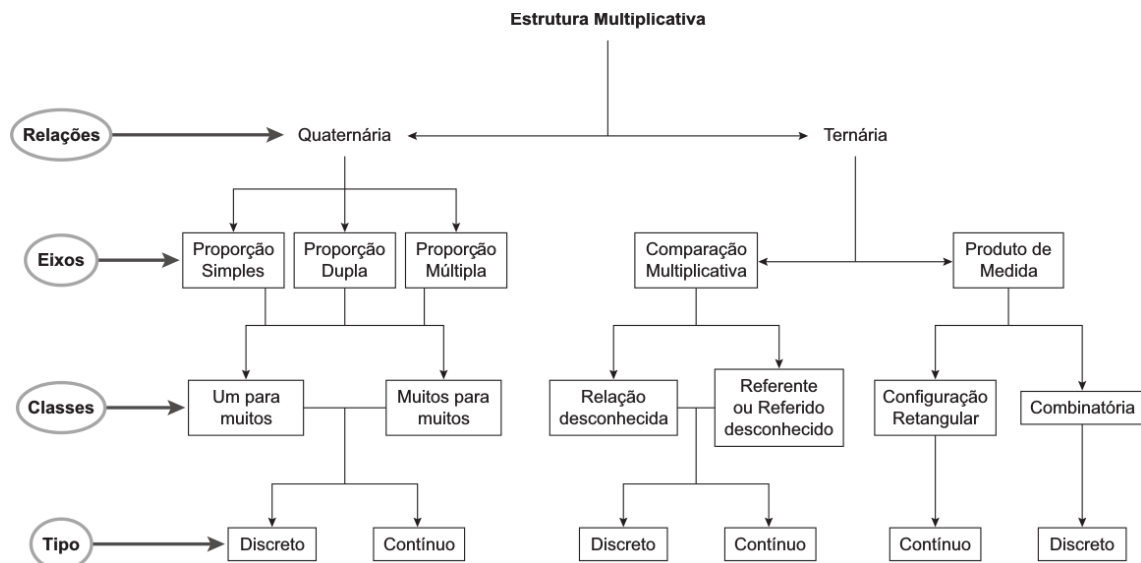 Estrutura Multiplicativa
Relações
Quaternária
Ternária
Eixos
Proporção
Simples
Proporção
Dupla
Proporção
Múltipla
Comparação
Multiplicativa
Produto de
Medida
Classes
Um para
muitos
Muitos para
muitos
Relação
desconhecida
Referente
ou Referido
desconhecido
Configuração
Retangular
Combinatória
Tipo
Discreto
Contínuo
Discreto
Contínuo
Contínuo
Discreto